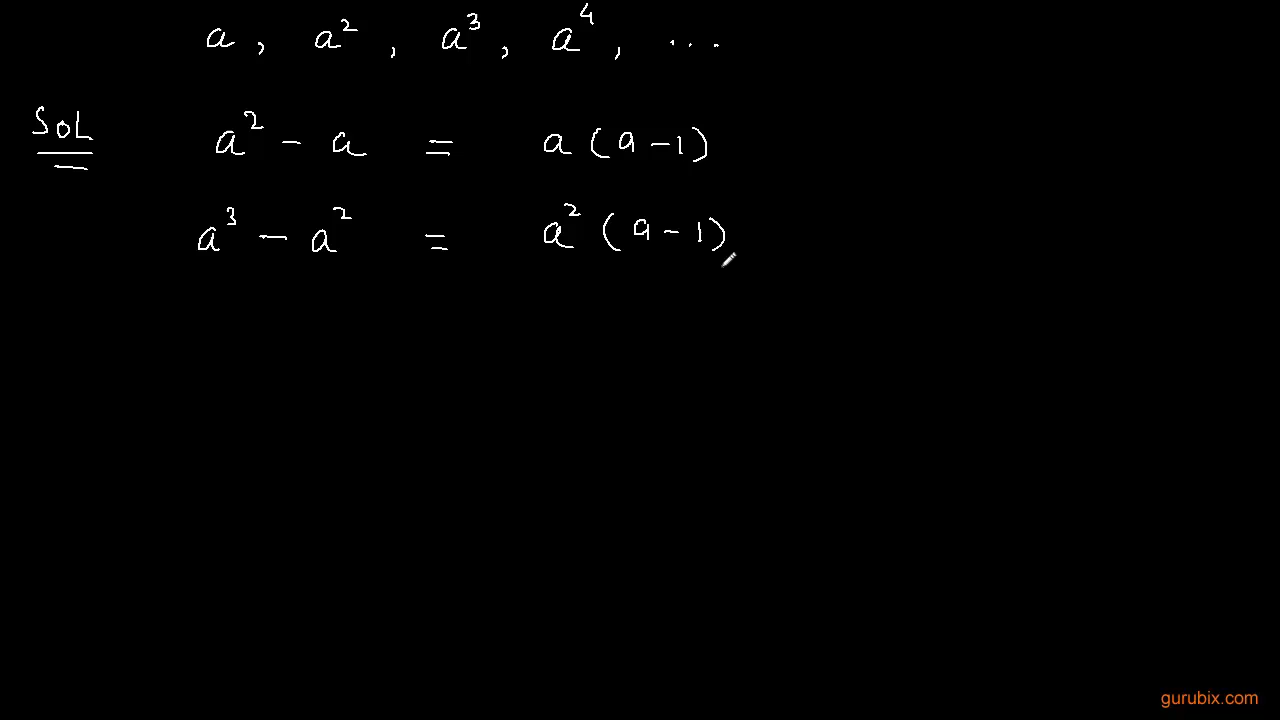 a, a², a³, a⁴, ...
SOL a² - a = a(a-1)
a³ - a² = a²(a-1)
gurubix.com